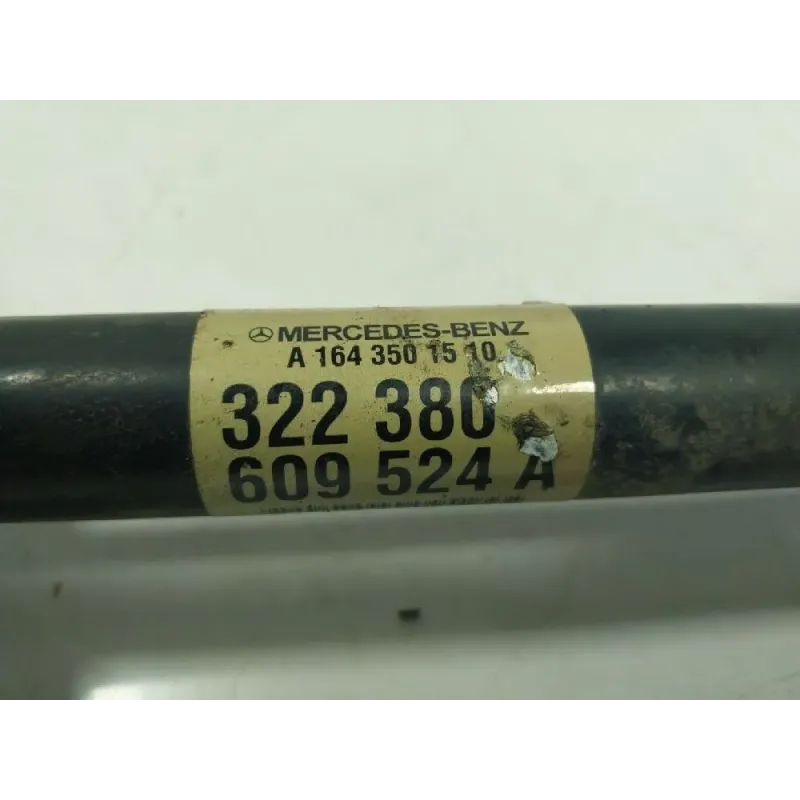 MERCEDES-BENZ
A 164 350 15 10
322 380
609 524 A